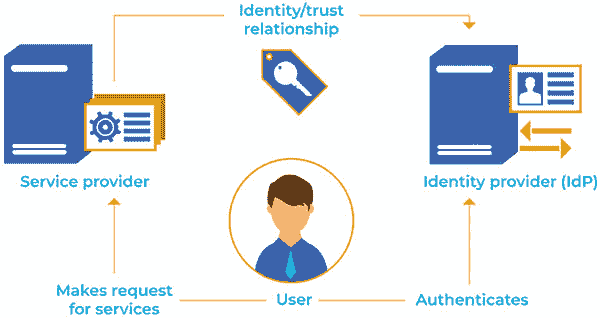 Identity/trust
relationship
Service provider
Identity provider (IdP)
Makes request
for services
User
Authenticates